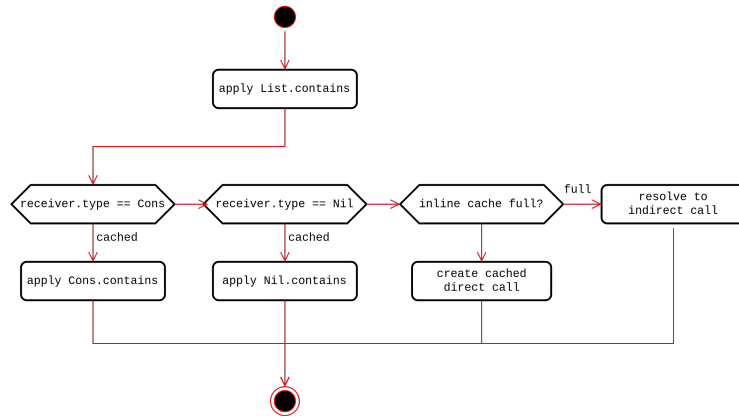 apply List.contains
receiver.type == Cons
receiver.type == Nil
inline cache full?
full
resolve to
indirect call
cached
cached
apply Cons.contains
apply Nil.contains
create cached
direct call